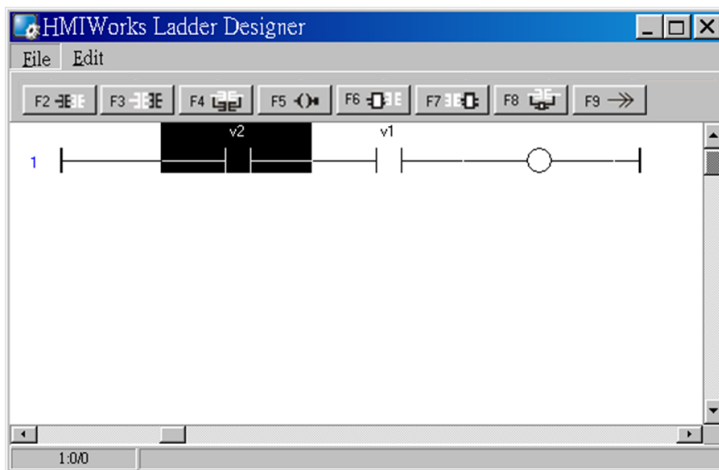 HMIWorks Ladder Designer
File Edit
F2 F3 F4 F5 F6 F7 F8 F9
v2 v1
1
1:0/0